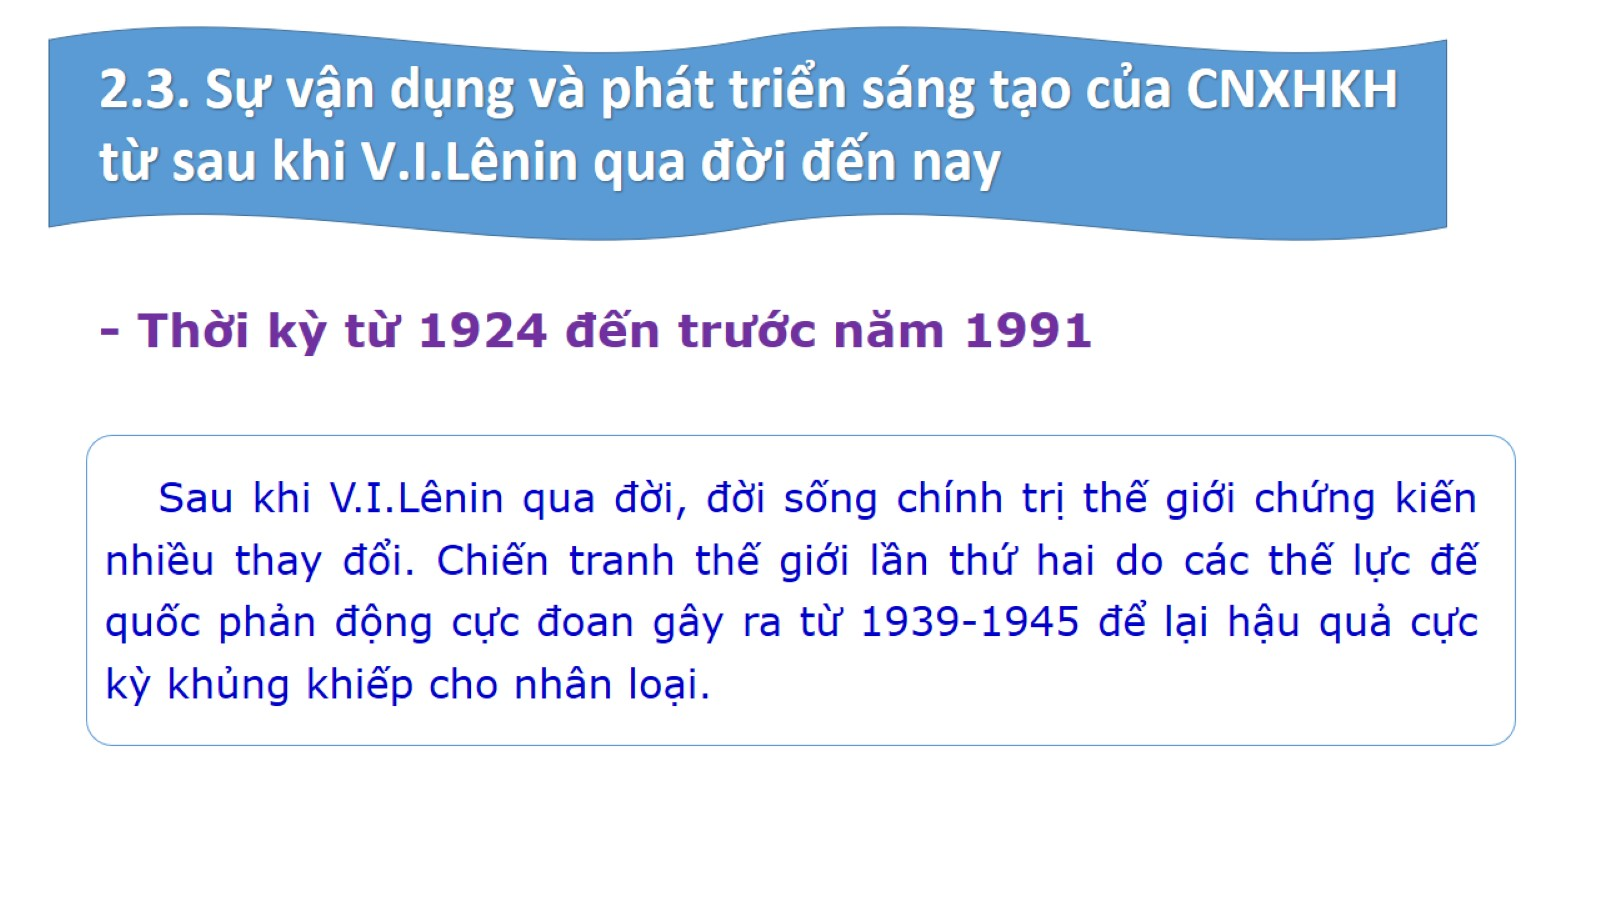 2.3. Sự vận dụng và phát triển sáng tạo của CNXHKH
từ sau khi V.I.Lênin qua đời đến nay
- Thời kỳ từ 1924 đến trước năm 1991
Sau khi V.I.Lênin qua đời, đời sống chính trị thế giới chứng kiến
nhiều thay đổi. Chiến tranh thế giới lần thứ hai do các thế lực đế
quốc phản động cực đoan gây ra từ 1939-1945 để lại hậu quả cực
kỳ khủng khiếp cho nhân loại.